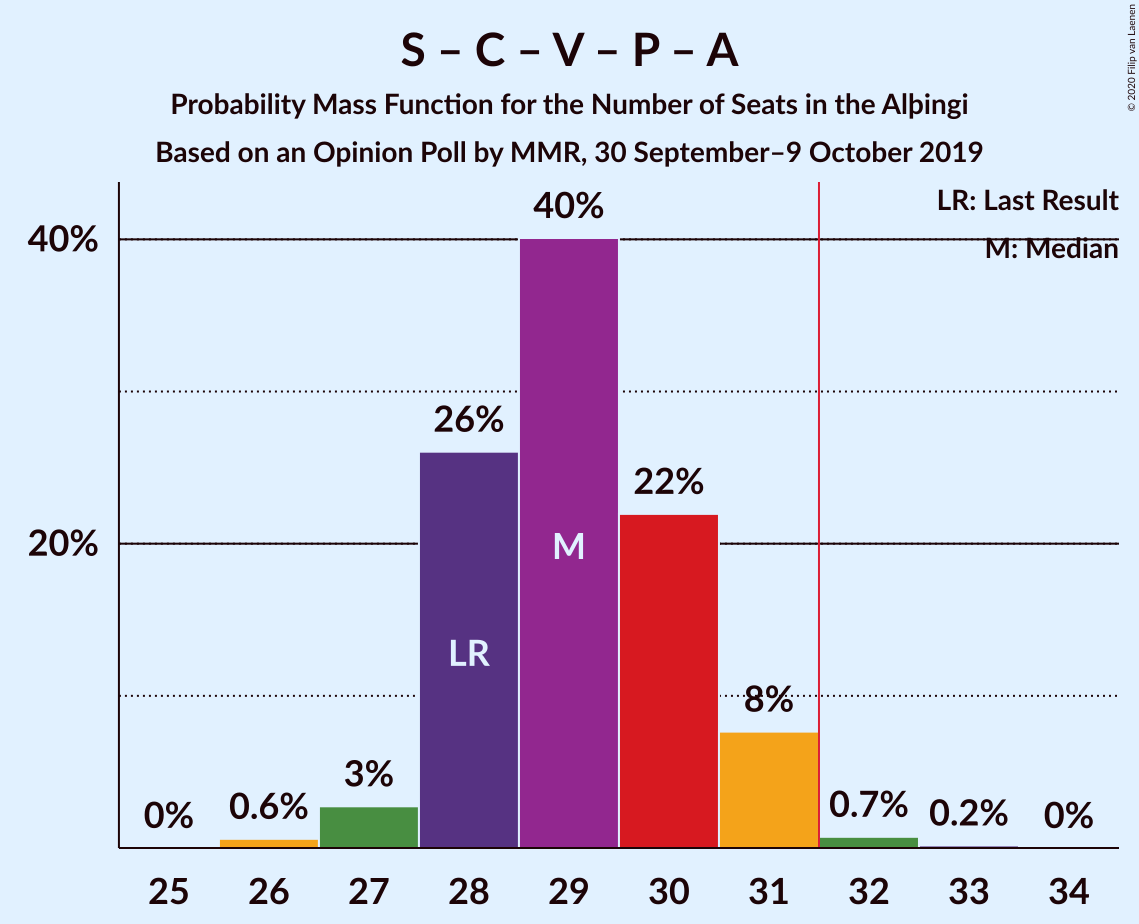 S – C – V – P – A
Probability Mass Function for the Number of Seats in the Alþingi
Based on an Opinion Poll by MMR, 30 September–9 October 2019
© 2020 Filip van Laenen
LR: Last Result
M: Median
40%
20%
0%
0.6%
3%
26%
40%
22%
8%
0.7%
0.2%
0%
LR
M
25 26 27 28 29 30 31 32 33 34